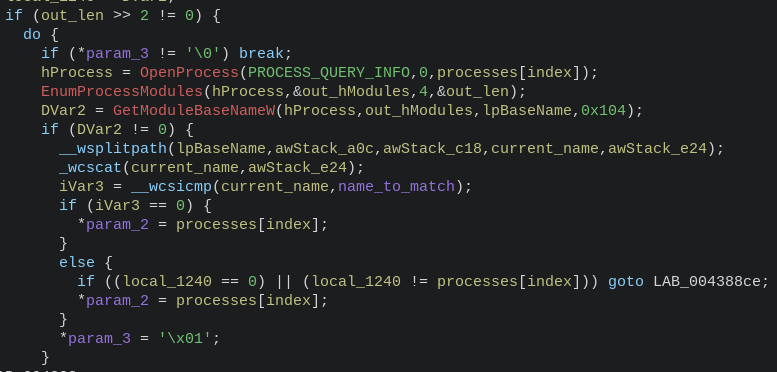 if (out_len >> 2 != 0) {
do {
if (*param_3 != '\0') break;
hProcess = OpenProcess(PROCESS_QUERY_INFO,0,processes[index]);
EnumProcessModules(hProcess,&out_hModules,4,&out_len);
DVar2 = GetModuleBaseNameW(hProcess,out_hModules,lpBaseName,0x104);
if (DVar2 != 0) {
__wsplitpath(lpBaseName,awStack_a0c,awStack_c18,current_name,awStack_e24);
_wcscat(current_name,awStack_e24);
iVar3 = __wcsicmp(current_name,name_to_match);
if (iVar3 == 0) {
*param_2 = processes[index];
}
else {
if ((local_1240 == 0) || (local_1240 != processes[index])) goto LAB_004388ce;
*param_2 = processes[index];
}
*param_3 = '\x01';
}